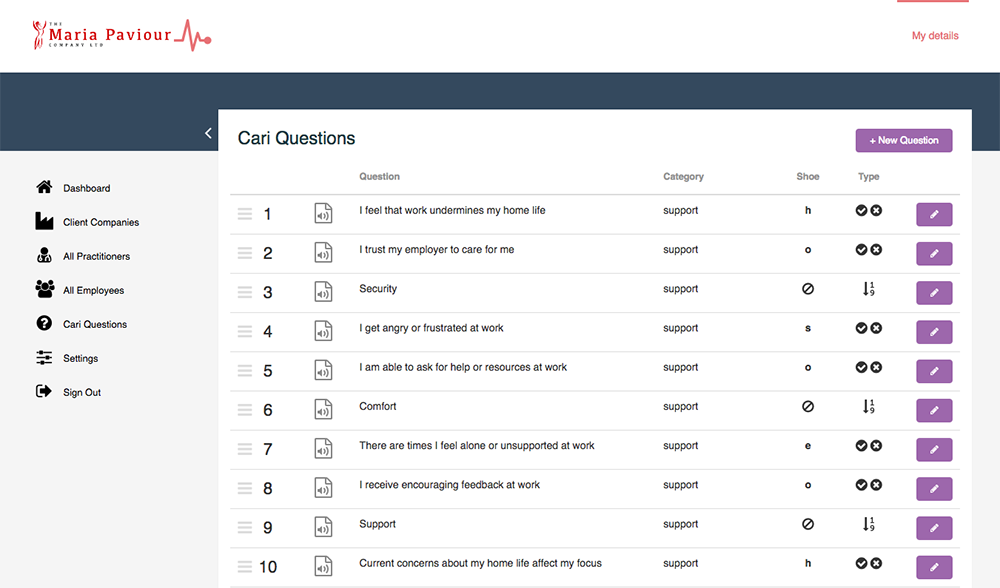 THE
Maria Paviour
COMPANY LTD
My details
Cari Questions
+ New Question
Dashboard
Client Companies
All Practitioners
All Employees
Cari Questions
Settings
Sign Out
Question Category Shoe Type
1 I feel that work undermines my home life support h
2 I trust my employer to care for me support o
3 Security support 1 9
4 I get angry or frustrated at work support s
5 I am able to ask for help or resources at work support o
6 Comfort support 1 9
7 There are times I feel alone or unsupported at work support e
8 I receive encouraging feedback at work support o
9 Support support 1 9
10 Current concerns about my home life affect my focus support h